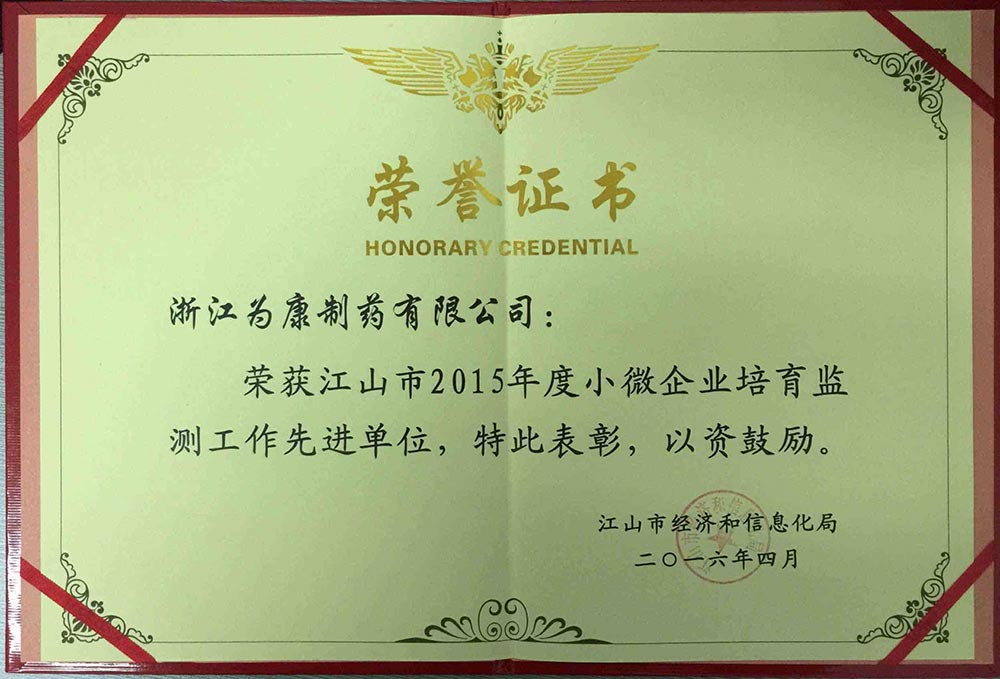 荣誉证书
HONORARY CREDENTIAL
浙江为康制药有限公司：
荣获江山市2015年度小微企业培育监
测工作先进单位，特此表彰，以资鼓励。
江山市经济和信息化局
二〇一六年四月